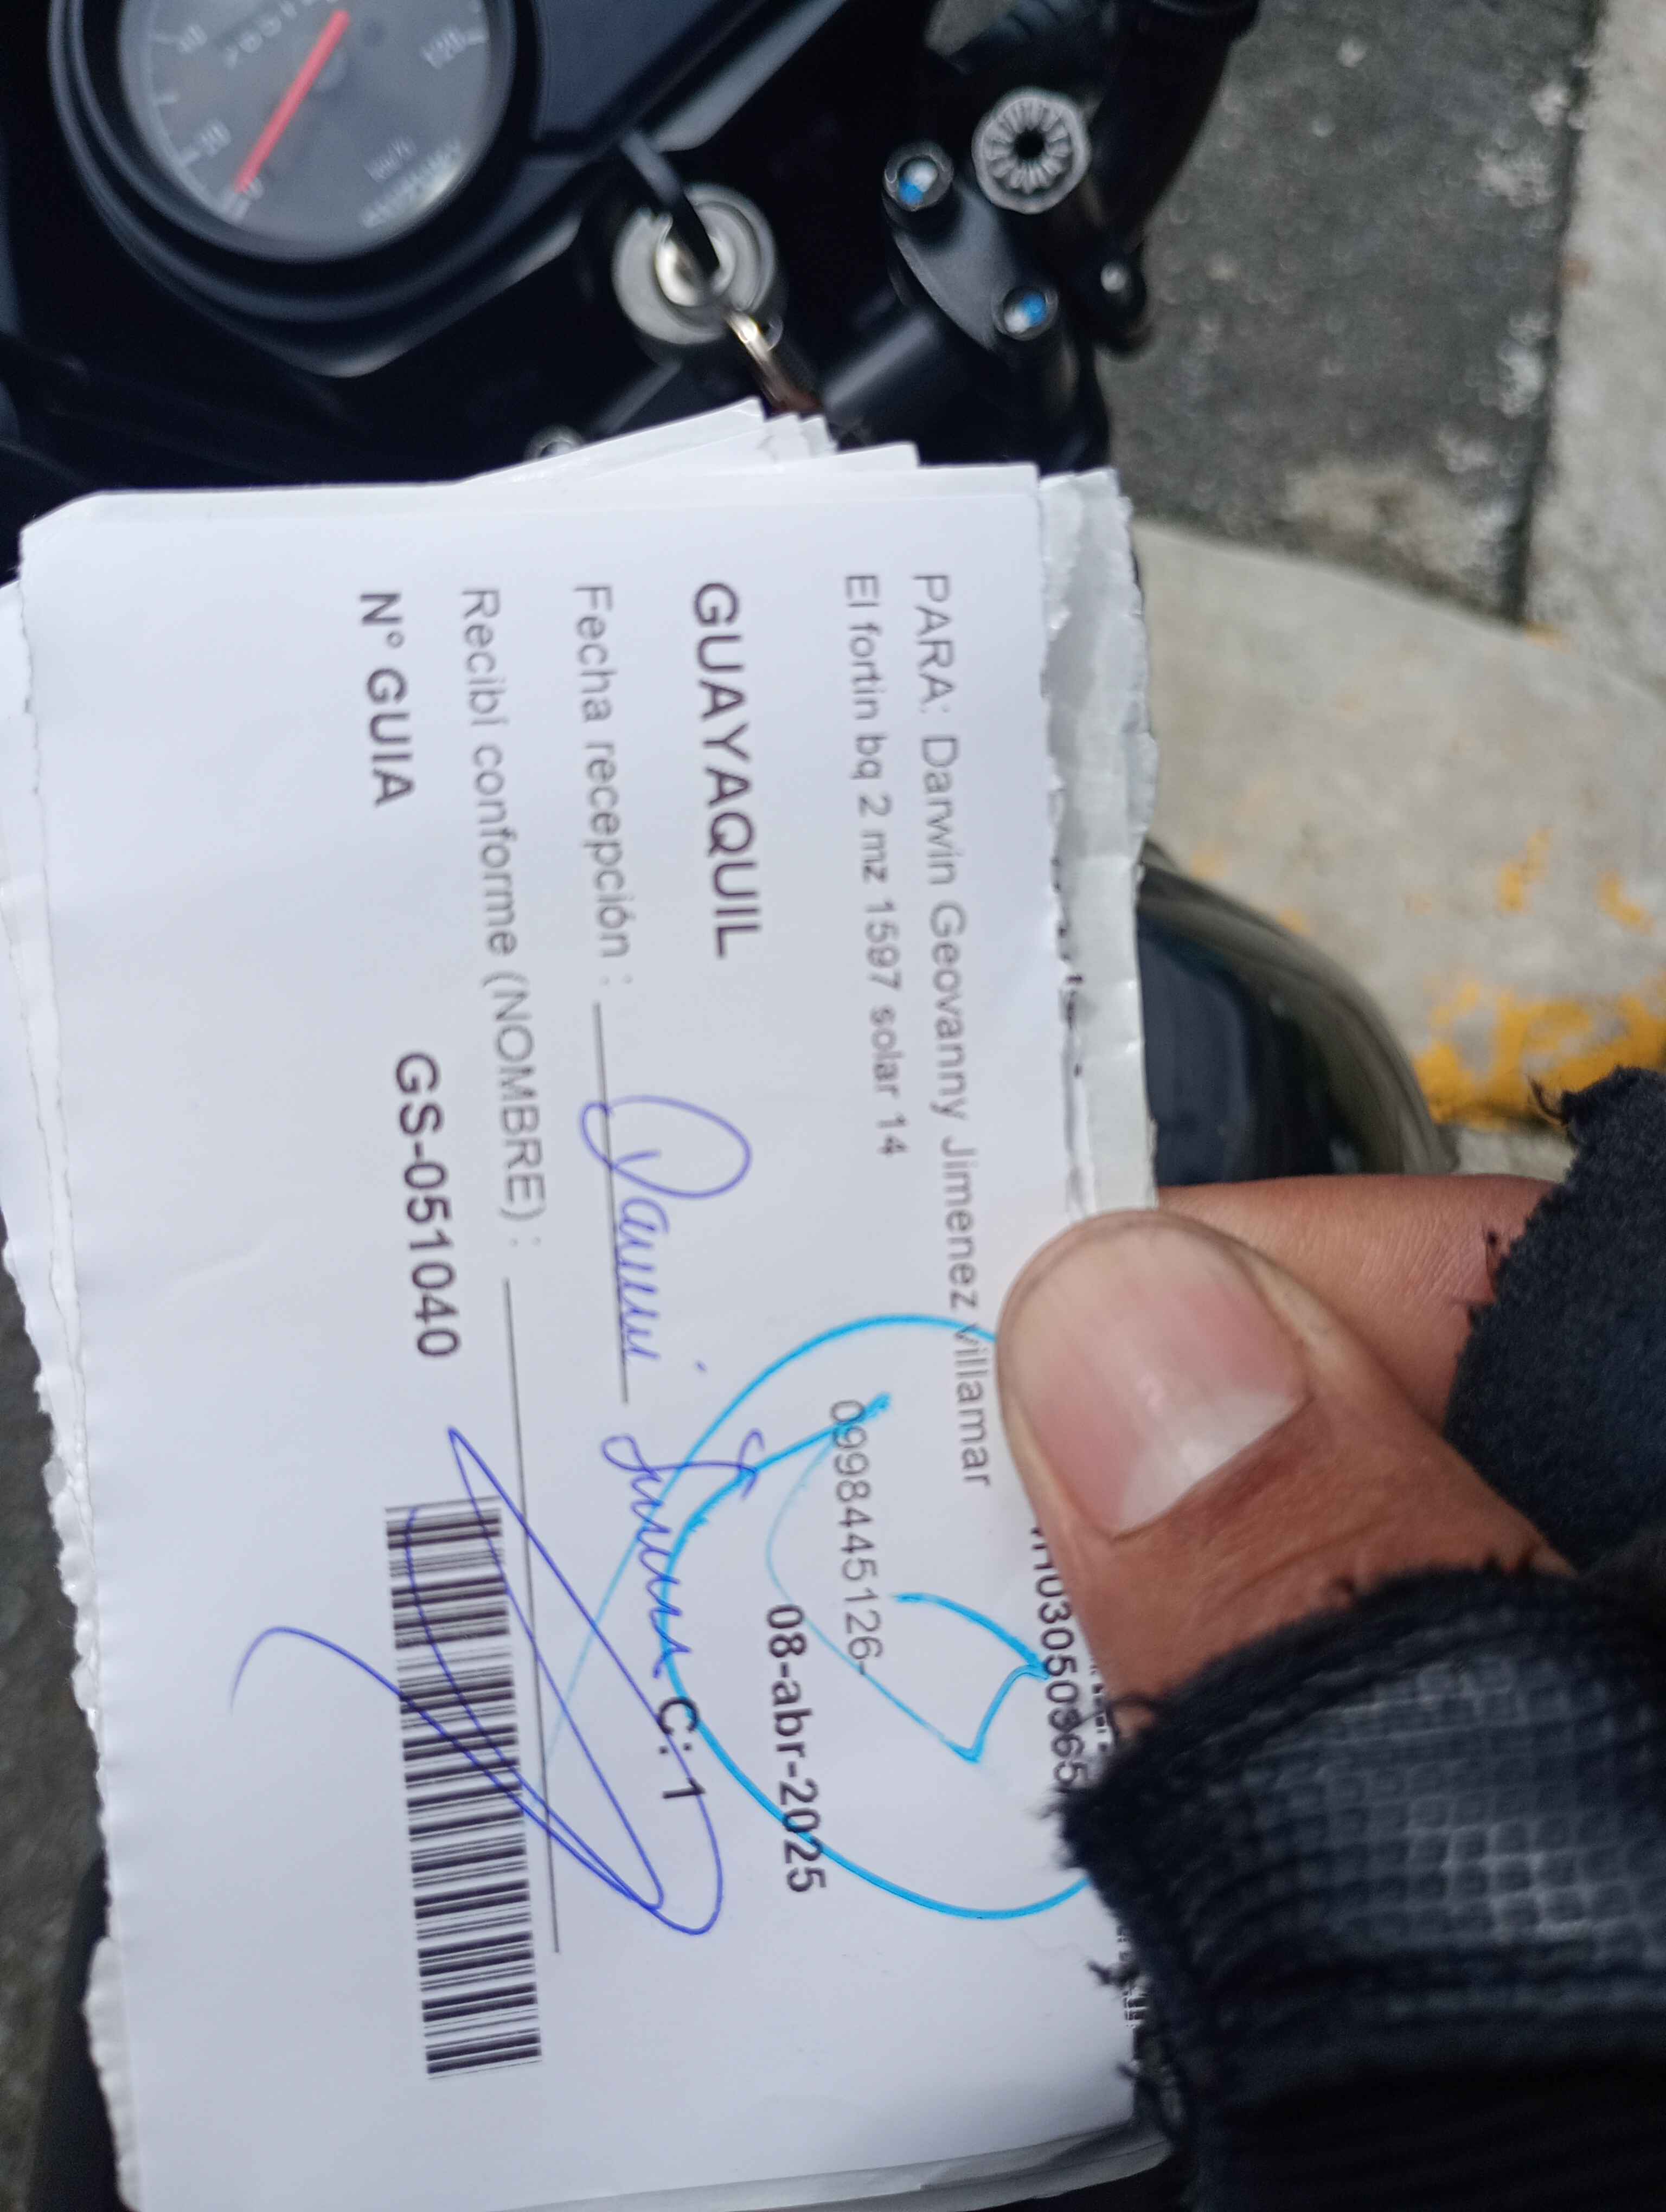 PARA: Darwin Geovanny Jimenez villamar
El fortin bq 2 mz 1597 solar 14
0998445126-
GUAYAQUIL
08-abr-2025
Fecha recepción :
C: 1
Recibí conforme (NOMBRE) :
N° GUIA GS-051040